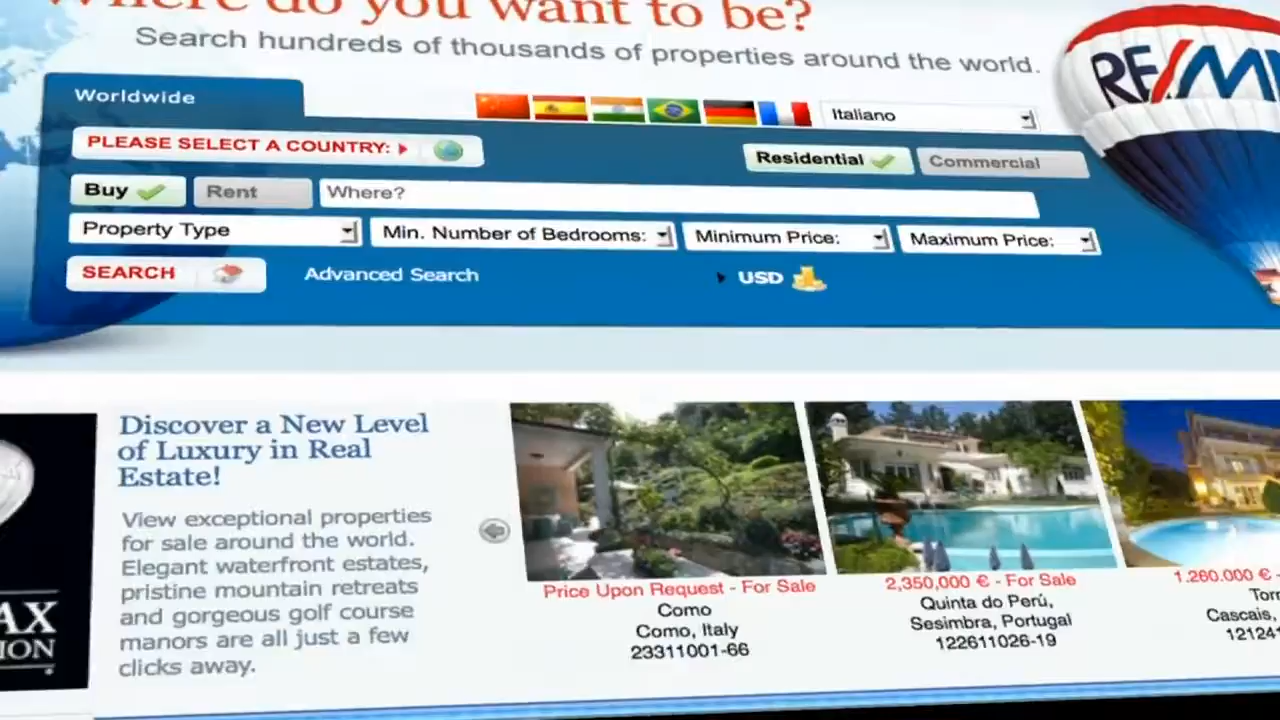 Where do you want to be?
Search hundreds of thousands of properties around the world.
RE/M
Worldwide
Italiano
PLEASE SELECT A COUNTRY:
Residential
Commercial
Buy
Rent
Where?
Property Type
Min. Number of Bedrooms:
Minimum Price:
Maximum Price:
SEARCH
Advanced Search
USD
Discover a New Level
of Luxury in Real
Estate!
View exceptional properties
for sale around the world.
Elegant waterfront estates,
pristine mountain retreats
and gorgeous golf course
manors are all just a few
clicks away.
AX
ION
Price Upon Request - For Sale
Como
Como, Italy
23311001-66
2,350,000 € - For Sale
Quinta do Perú,
Sesimbra, Portugal
122611026-19
1.260.000 € -
Torr
Cascais,
12124